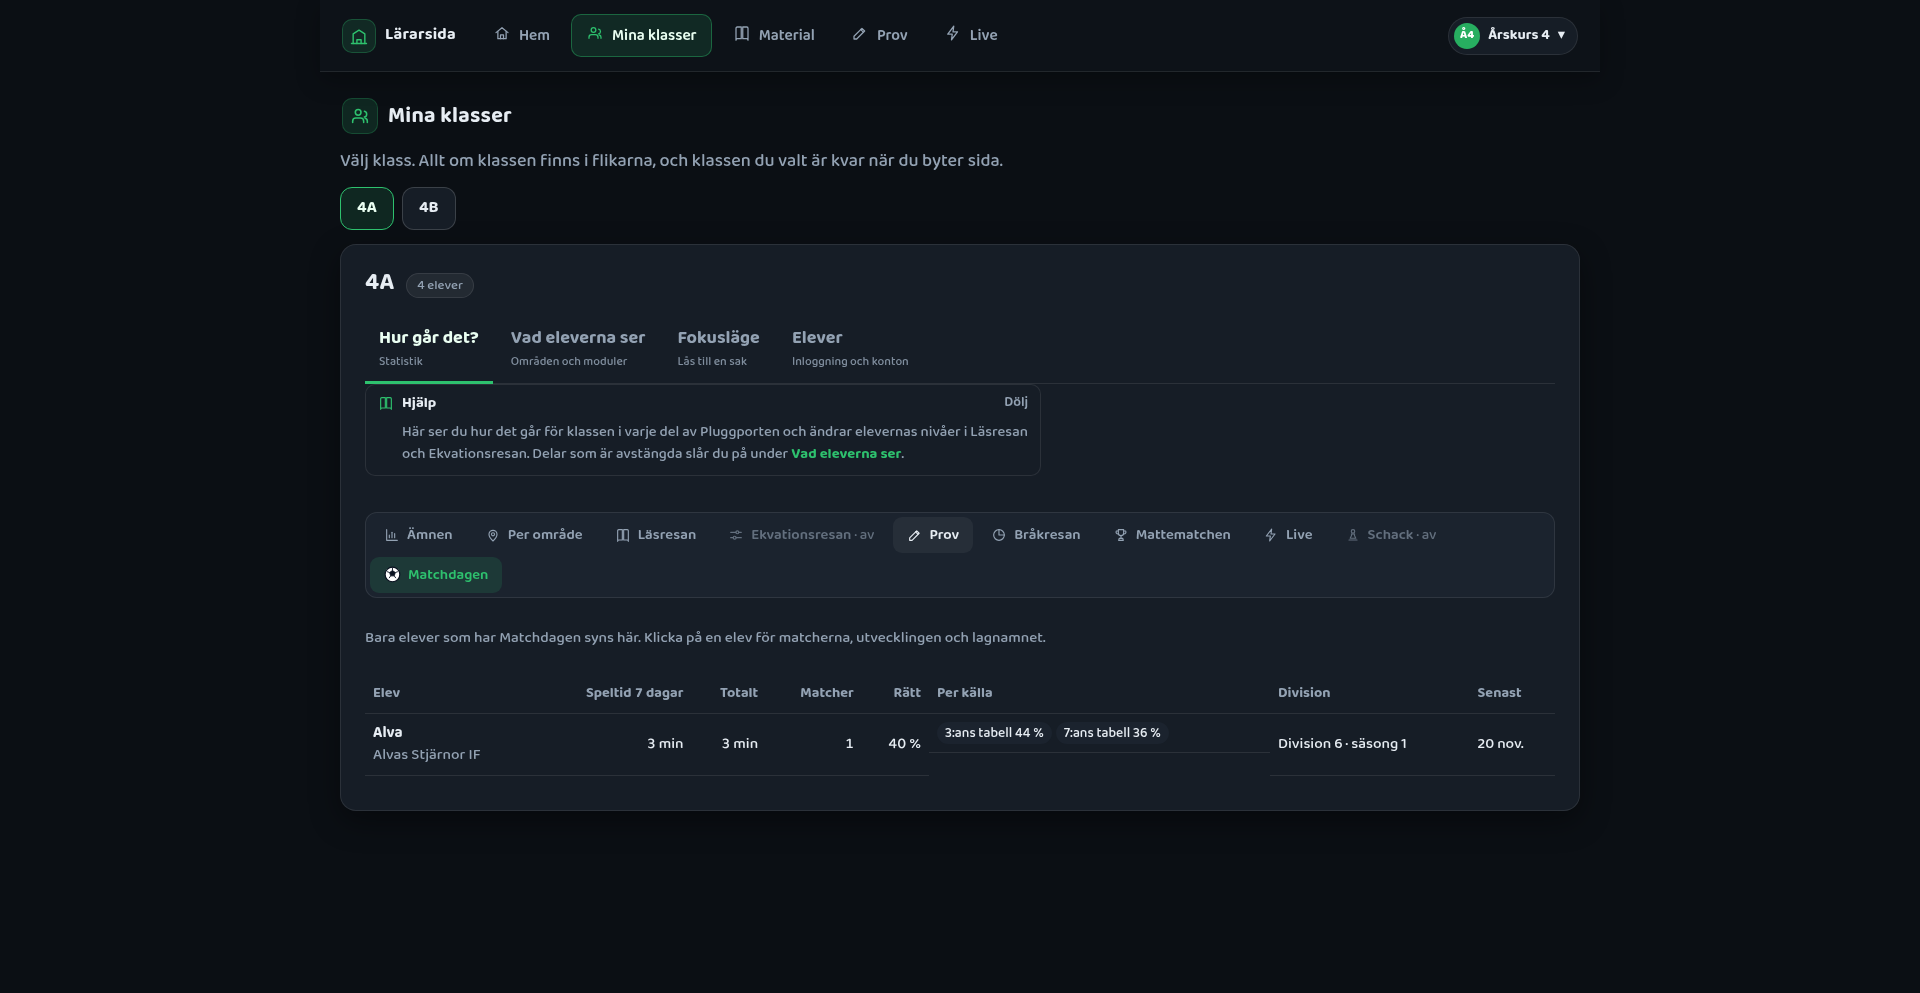 Lärarsida
Hem
Mina klasser
Material
Prov
Live
Å4
Årskurs 4 ▼
Mina klasser
Välj klass. Allt om klassen finns i flikarna, och klassen du valt är kvar när du byter sida.
4A
4B
4A
4 elever
Hur går det?
Statistik
Vad eleverna ser
Områden och moduler
Fokusläge
Lås till en sak
Elever
Inloggning och konton
Hjälp
Dölj
Här ser du hur det går för klassen i varje del av Pluggporten och ändrar elevernas nivåer i Läsresan
och Ekvationsresan. Delar som är avstängda slår du på under Vad eleverna ser.
Ämnen
Per område
Läsresan
Ekvationsresan · av
Prov
Bråkresan
Mattematchen
Live
Schack · av
Matchdagen
Bara elever som har Matchdagen syns här. Klicka på en elev för matcherna, utvecklingen och lagnamnet.
Elev
Speltid 7 dagar
Totalt
Matcher
Rätt
Per källa
Division
Senast
Alva
Alvas Stjärnor IF
3 min
3 min
1
40 %
3:ans tabell 44 %
7:ans tabell 36 %
Division 6 · säsong 1
20 nov.